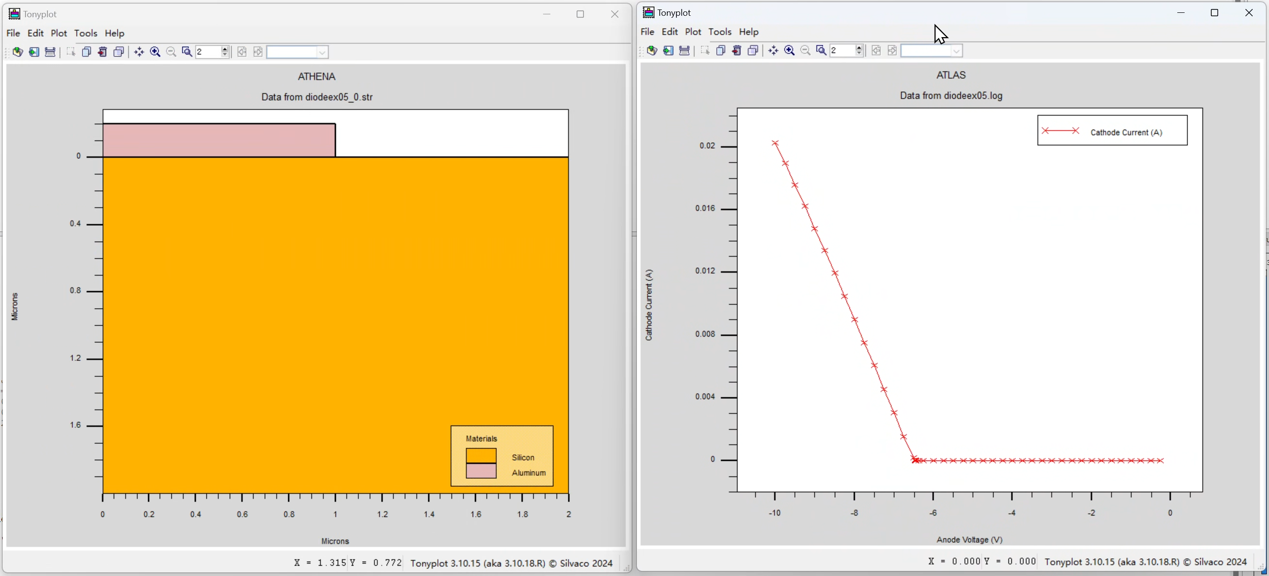 Tonyplot
File Edit Plot Tools Help
2
ATHENA
Data from diodeex05_0.str
0
0.4
0.8
1.2
1.6
Microns
Materials
Silicon
Aluminum
0 0.2 0.4 0.6 0.8 1 1.2 1.4 1.6 1.8 2
Microns
X = 1.315 Y = 0.772 Tonyplot 3.10.15 (aka 3.10.18.R) © Silvaco 2024
Tonyplot
File Edit Plot Tools Help
2
ATLAS
Data from diodeex05.log
Cathode Current (A)
0.02
0.016
0.012
0.008
0.004
0
Cathode Current (A)
-10 -8 -6 -4 -2 0
Anode Voltage (V)
X = 0.000 Y = 0.000 Tonyplot 3.10.15 (aka 3.10.18.R) © Silvaco 2024